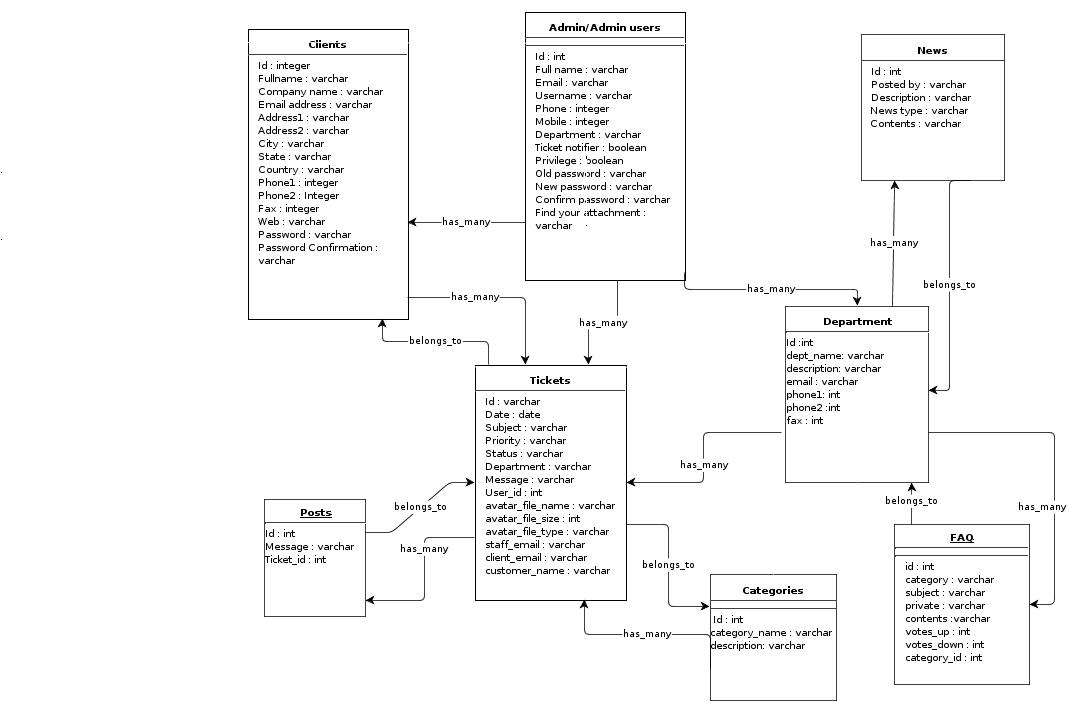 Clients
Id : integer
Fullname : varchar
Company name : varchar
Email address : varchar
Address1 : varchar
Address2 : varchar
City : varchar
State : varchar
Country : varchar
Phone1 : integer
Phone2 : Integer
Fax : integer
Web : varchar
Password : varchar
Password Confirmation :
varchar
Admin/Admin users
Id : int
Full name : varchar
Email : varchar
Username : varchar
Phone : integer
Mobile : integer
Department : varchar
Ticket notifier : boolean
Privilege : boolean
Old password : varchar
New password : varchar
Confirm password : varchar
Find your attachment :
varchar
News
Id : int
Posted by : varchar
Description : varchar
News type : varchar
Contents : varchar
has_many
has_many
belongs_to
has_many
has_many
has_many
belongs_to
Department
Id :int
dept_name: varchar
description: varchar
email : varchar
phone1: int
phone2 :int
fax : int
Tickets
Id : varchar
Date : date
Subject : varchar
Priority : varchar
Status : varchar
Department : varchar
Message : varchar
User_id : int
avatar_file_name : varchar
avatar_file_size : int
avatar_file_type : varchar
staff_email : varchar
client_email : varchar
customer_name : varchar
has_many
belongs_to
has_many
Posts
Id : int
Message : varchar
Ticket_id : int
belongs_to
has_many
belongs_to
has_many
Categories
Id : int
category_name : varchar
description: varchar
FAQ
id : int
category : varchar
subject : varchar
private : varchar
contents :varchar
votes_up : int
votes_down : int
category_id : int